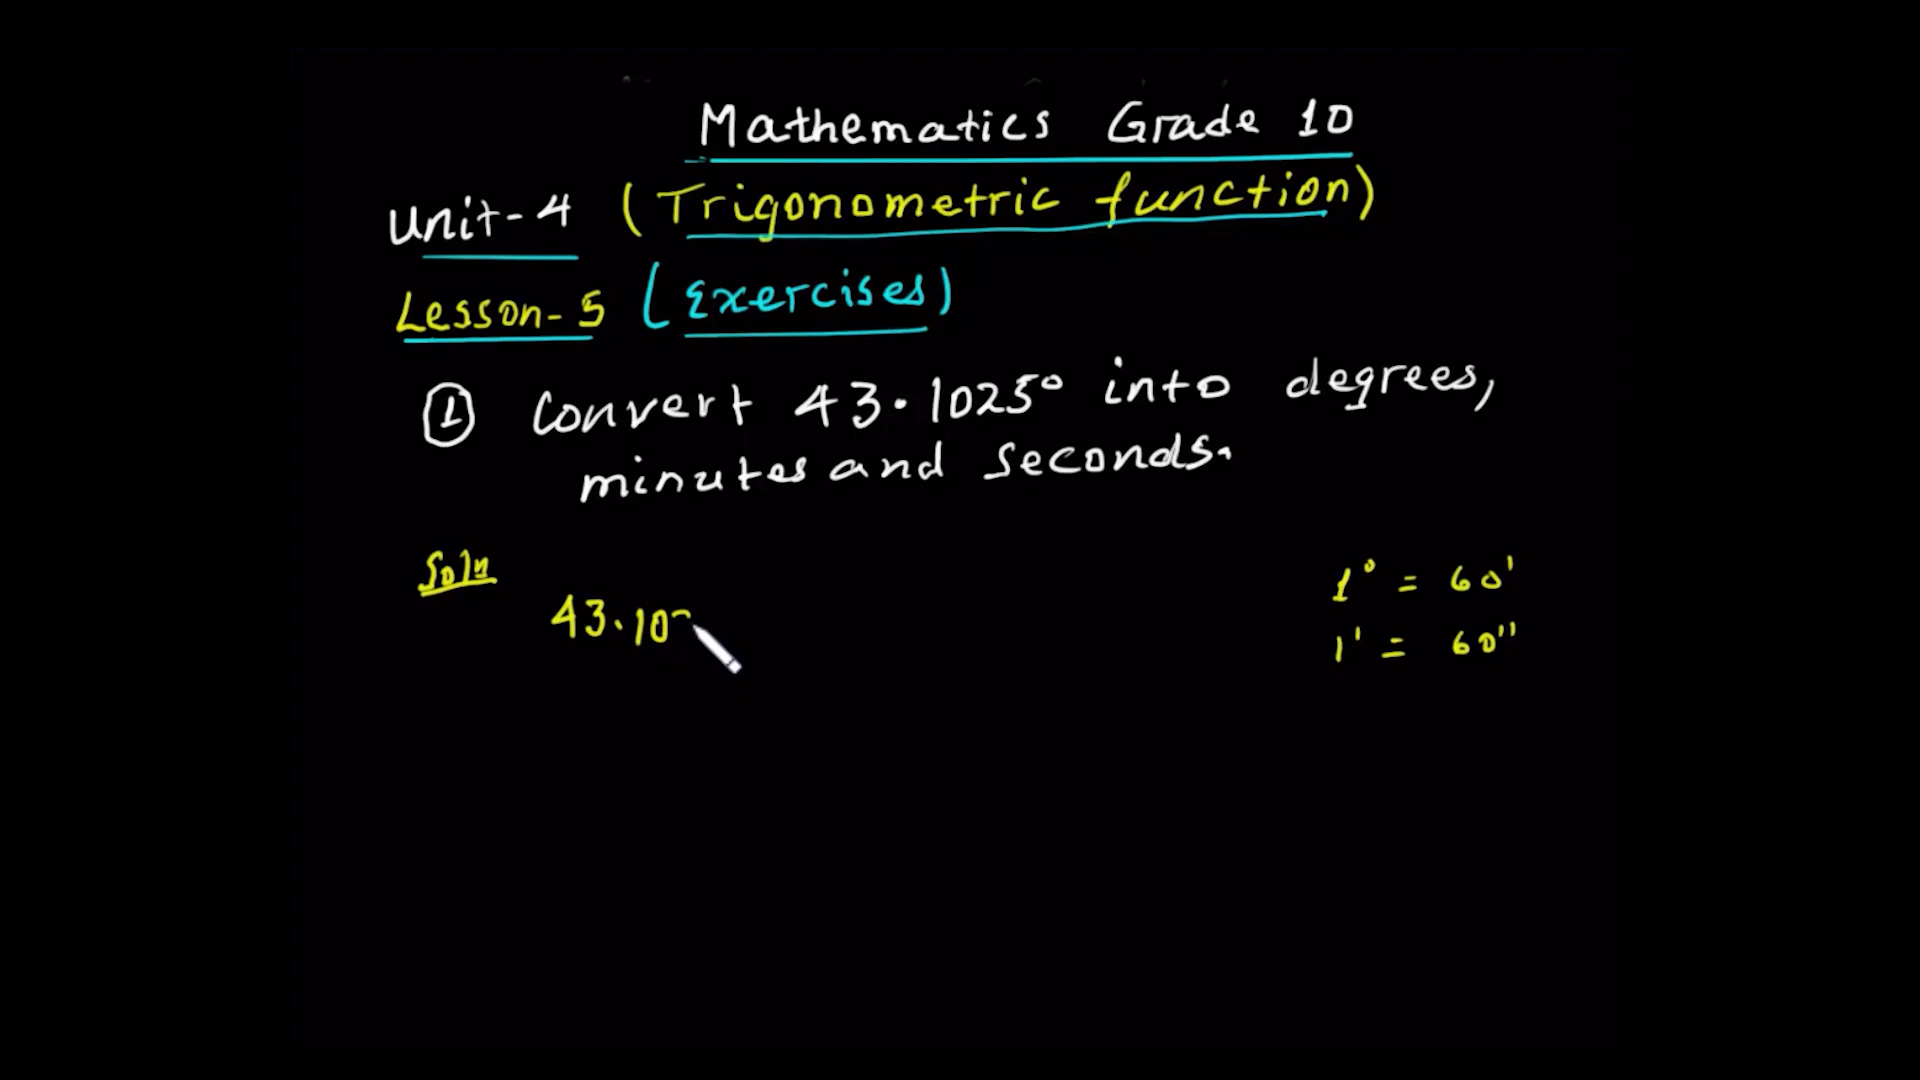 Mathematics Grade 10
Unit-4 (Trigonometric function)
Lesson-5 (Exercises)
① Convert 43.1025° into degrees,
minutes and seconds.
Soln
1° = 60'
43.10
1' = 60''